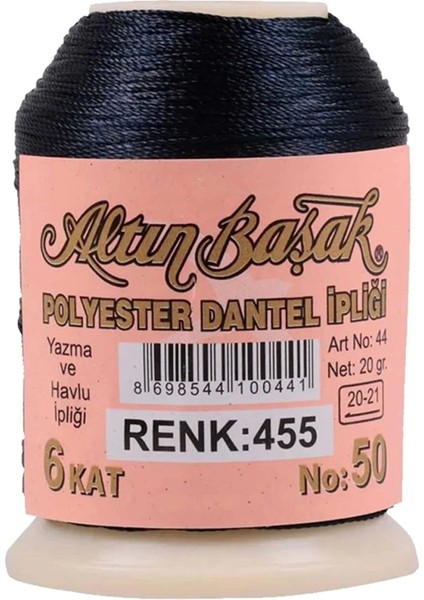 Altın Başak®
POLYESTER DANTEL İPLİĞİ
Yazma
ve
Havlu
İpliği
8 698544 100441
Art No: 44
Net: 20 gr.
20-21
RENK:455
6 KAT
No: 50